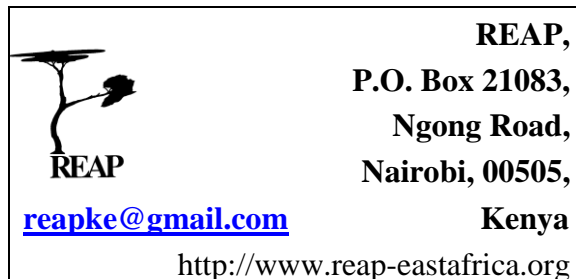 REAP,
P.O. Box 21083,
Ngong Road,
REAP
Nairobi, 00505,
reapke@gmail.com Kenya
http://www.reap-eastafrica.org